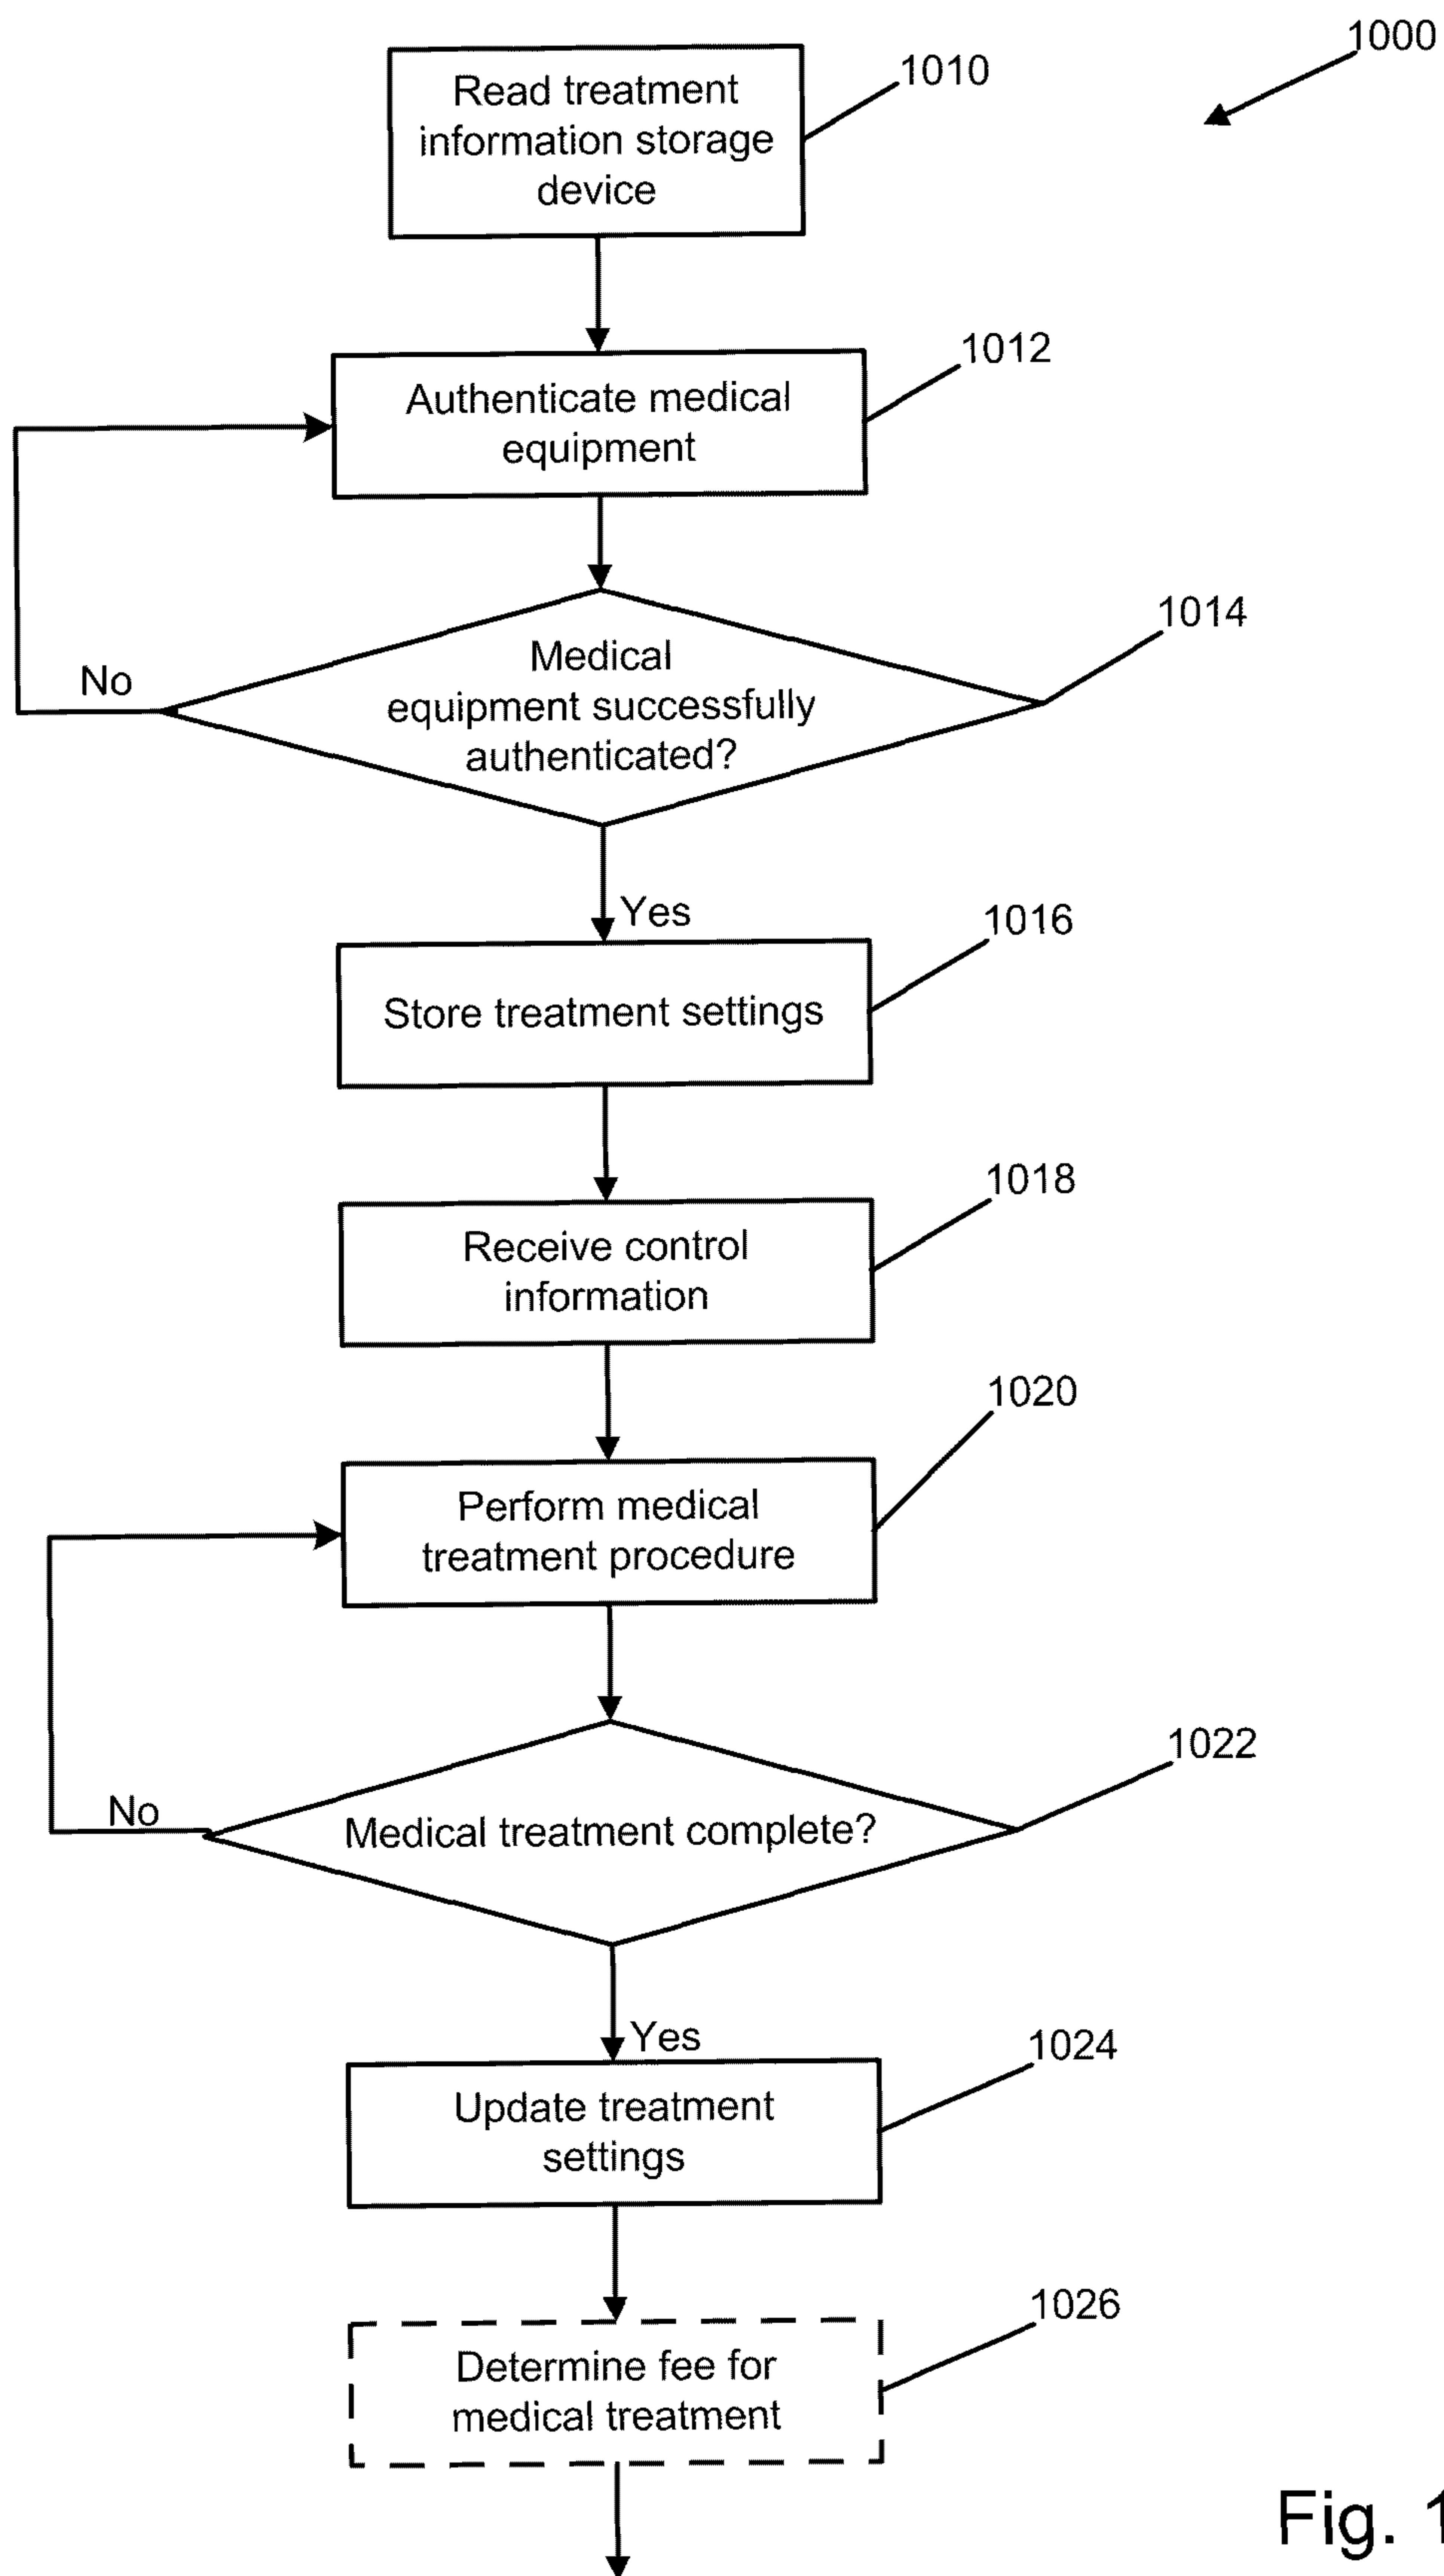 1000
Read treatment
information storage
device
1010
Authenticate medical
equipment
1012
Medical
equipment successfully
authenticated?
1014
No
Yes
Store treatment settings
1016
Receive control
information
1018
Perform medical
treatment procedure
1020
Medical treatment complete?
1022
No
Yes
Update treatment
settings
1024
Determine fee for
medical treatment
1026
Fig. 1